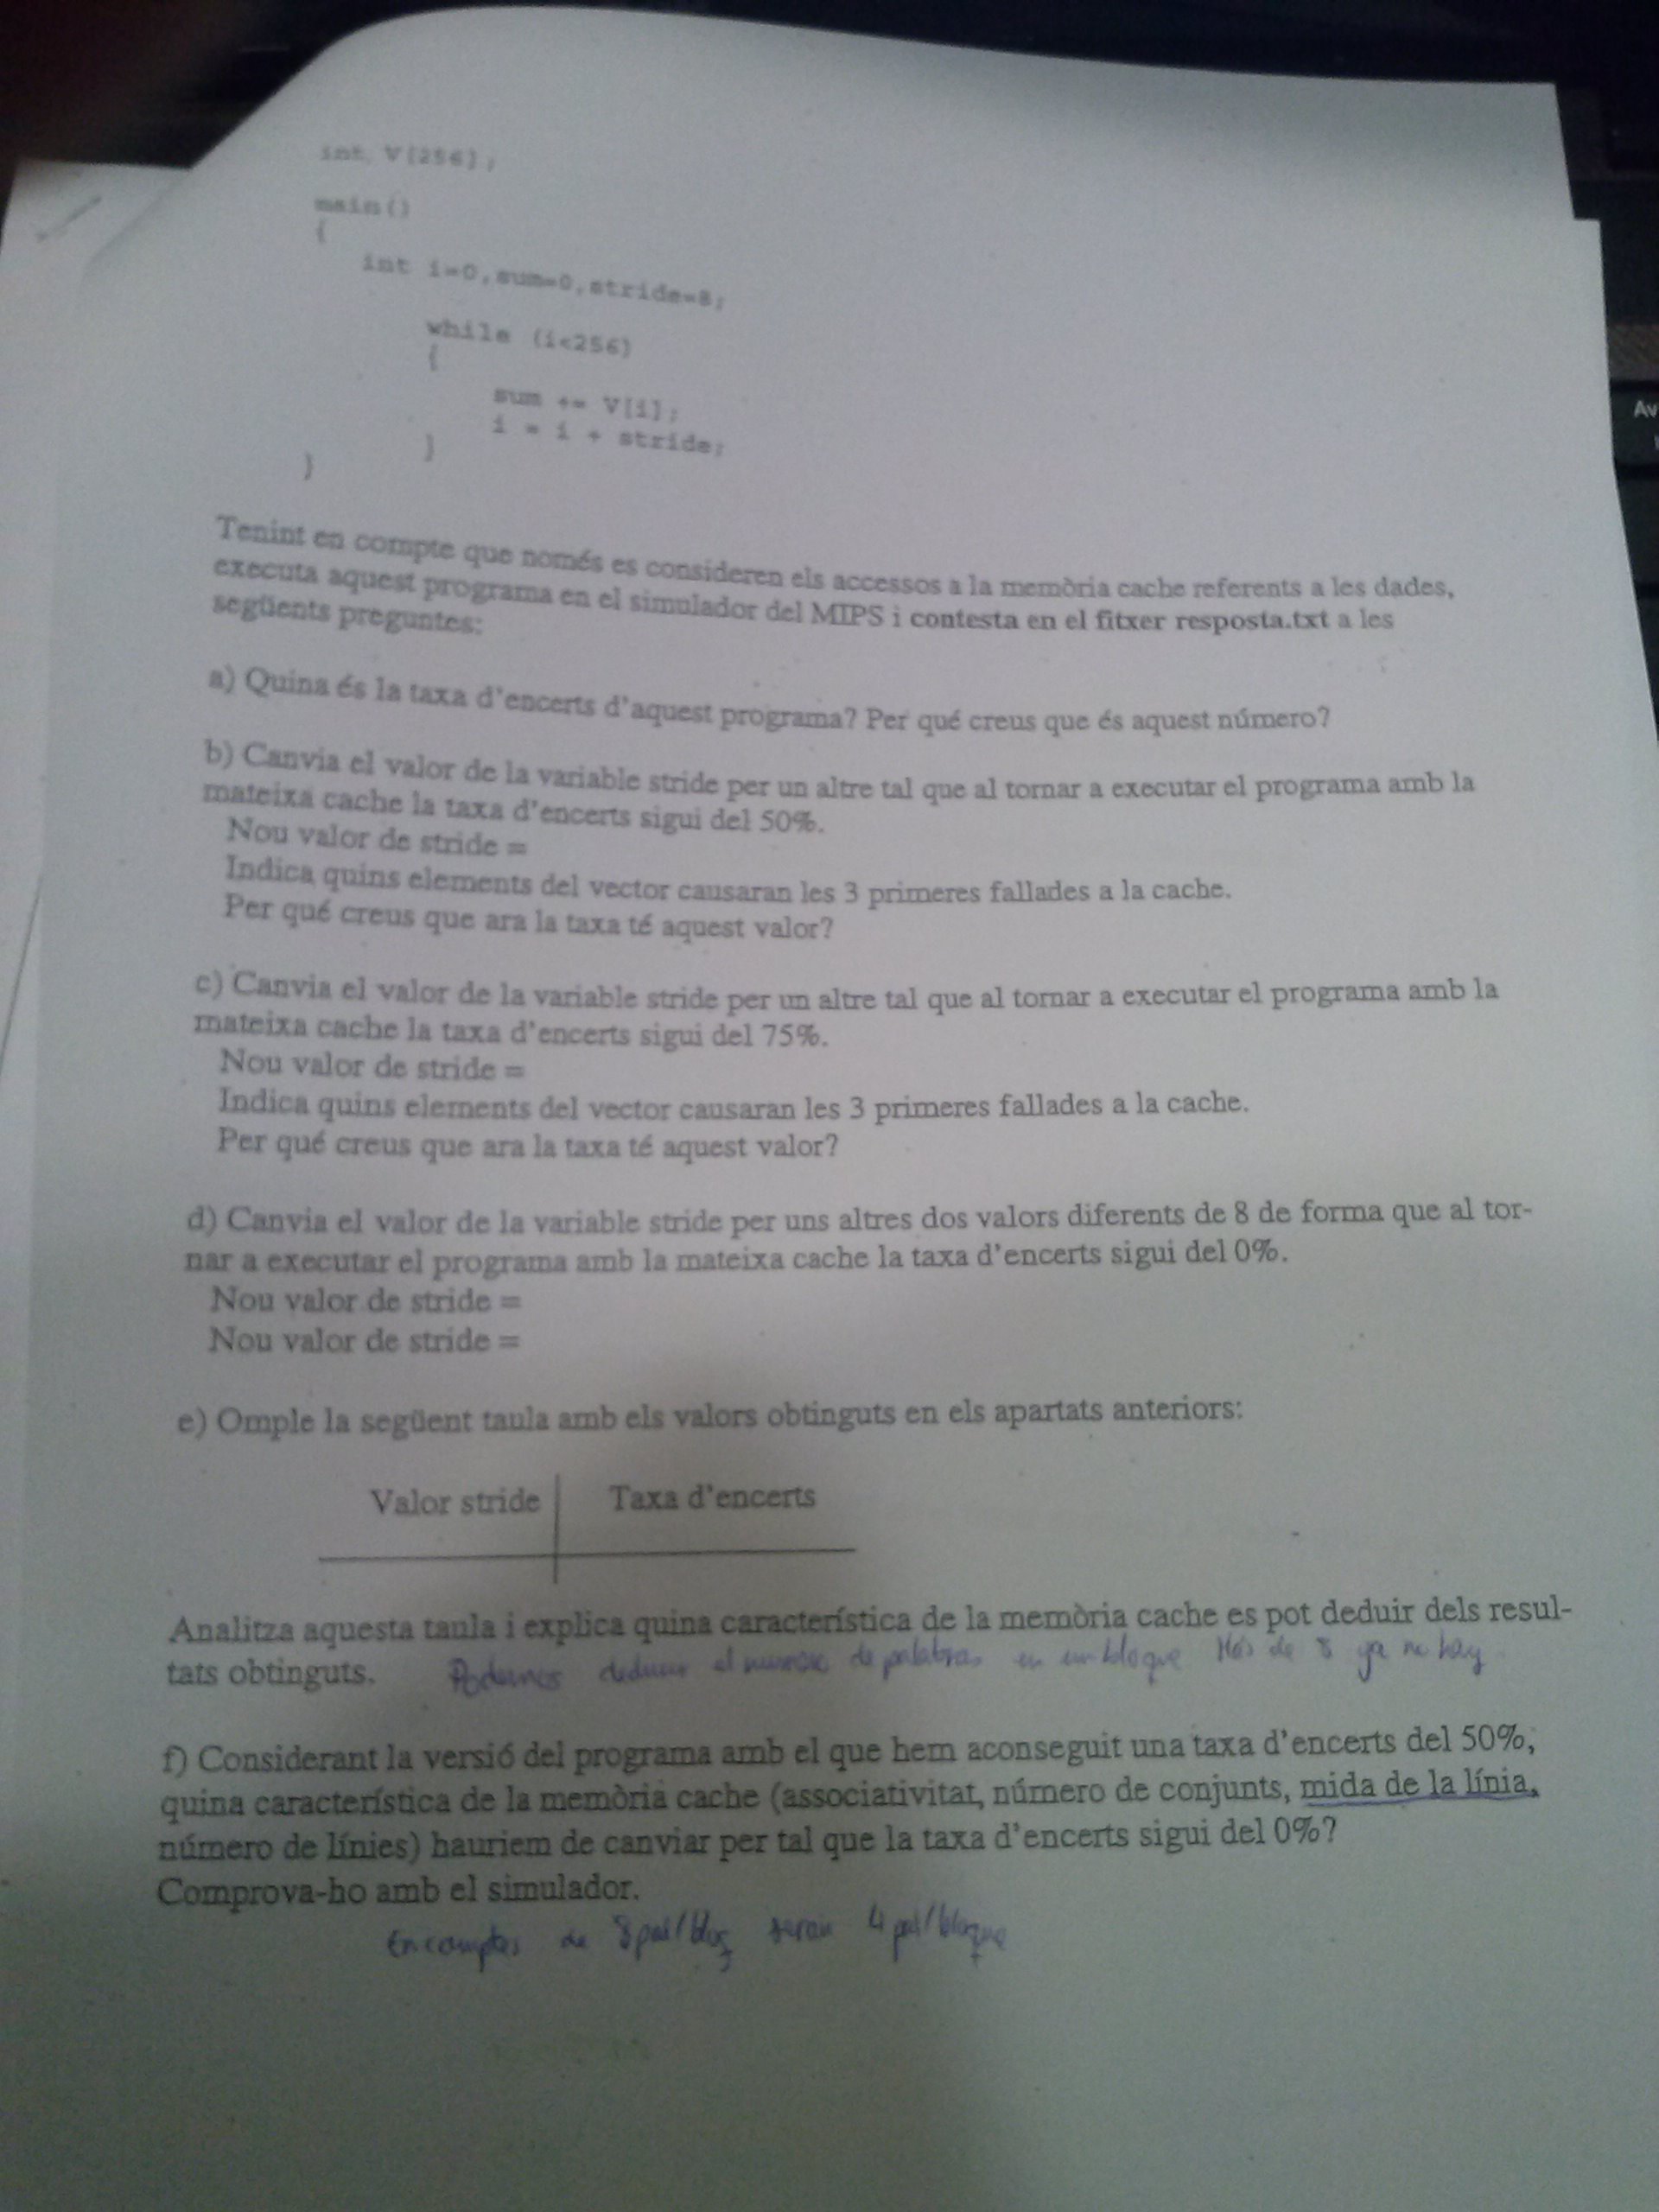 int V[256];
main()
{
int i=0,sum=0,stride=8;
while (i<256)
{
sum += V[i];
i = i + stride;
}
}
Tenint en compte que només es consideren els accessos a la memòria cache referents a les dades,
executa aquest programa en el simulador del MIPS i contesta en el fitxer resposta.txt a les
següents preguntes:
a) Quina és la taxa d'encerts d'aquest programa? Per qué creus que és aquest número?
b) Canvia el valor de la variable stride per un altre tal que al tornar a executar el programa amb la
mateixa cache la taxa d'encerts sigui del 50%.
Nou valor de stride =
Indica quins elements del vector causaran les 3 primeres fallades a la cache.
Per qué creus que ara la taxa té aquest valor?
c) Canvia el valor de la variable stride per un altre tal que al tornar a executar el programa amb la
mateixa cache la taxa d'encerts sigui del 75%.
Nou valor de stride =
Indica quins elements del vector causaran les 3 primeres fallades a la cache.
Per qué creus que ara la taxa té aquest valor?
d) Canvia el valor de la variable stride per uns altres dos valors diferents de 8 de forma que al tor-
nar a executar el programa amb la mateixa cache la taxa d'encerts sigui del 0%.
Nou valor de stride =
Nou valor de stride =
e) Omple la següent taula amb els valors obtinguts en els apartats anteriors:
Valor stride Taxa d'encerts
Analitza aquesta taula i explica quina característica de la memòria cache es pot deduir dels resul-
tats obtinguts. Podemos deducir el numero de palabras en un bloque Más de 8 ya no hay
f) Considerant la versió del programa amb el que hem aconseguit una taxa d'encerts del 50%,
quina característica de la memòria cache (associativitat, número de conjunts, mida de la línia,
número de línies) hauriem de canviar per tal que la taxa d'encerts sigui del 0%?
Comprova-ho amb el simulador.
En comptes de 8 pal/bloq 4 pal/bloque
Av